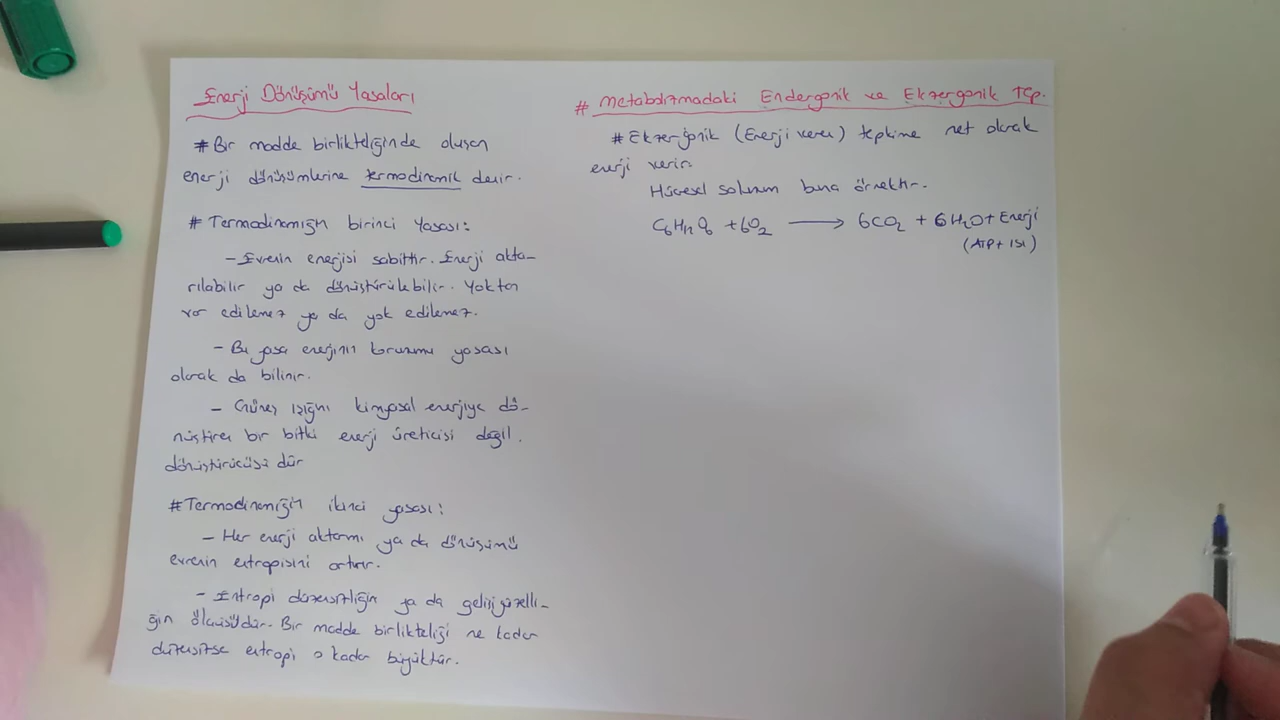 Enerji Dönüşümü Yasaları
# Bir madde birlikteliğinde oluşan
enerji dönüşümlerine termodinamik denir.
# Termodinamiğin birinci Yasası:
- Evrenin enerjisi sabittir. Enerji akta-
rılabilir ya da dönüştürülebilir. Yoktan
var edilemez ya da yok edilemez.
- Bu yasa enerjinin korunumu yasası
olarak da bilinir.
- Güneş ışığını kimyasal enerjiye dö-
nüştüren bir bitki enerji üreticisi değil,
dönüştürücüsü dür
# Termodinamiğin ikinci yasası:
- Her enerji aktarımı ya da dönüşümü
evrenin entropisini artırır.
- Entropi düzensizliğin ya da gelişigüzelli-
ğin ölçüsüdür. Bir madde birlikteliği ne kadar
düzensizse entropi o kadar büyüktür.
# Metabolizmadaki Endergonik ve Ekzergonik Tep.
# Ekzergonik (Enerji veren) tepkime net olarak
enerji verir.
Hücresel solunum buna örnektir.
C6H12O6 + 6O2 ⟶ 6CO2 + 6H2O + Enerji
(ATP + ISI)